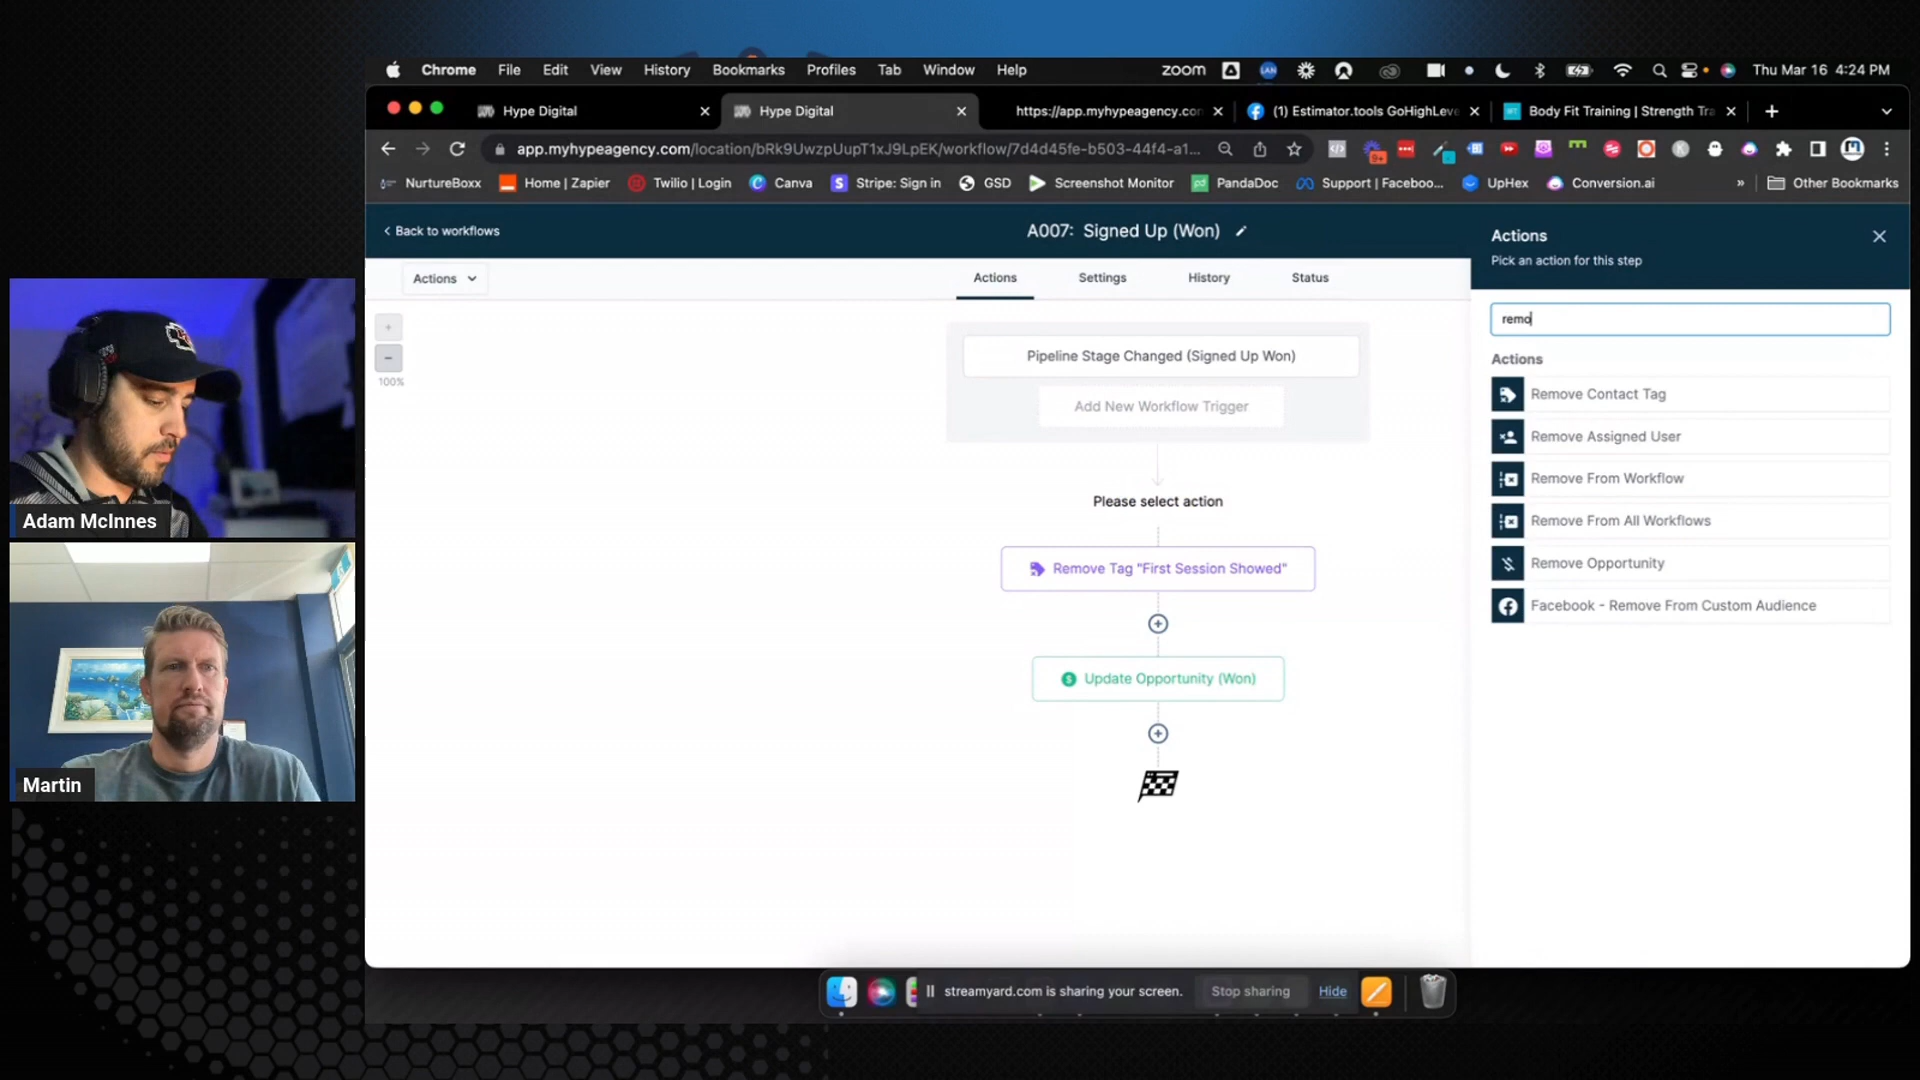 Chrome File Edit View History Bookmarks Profiles Tab Window Help zoom LAN Thu Mar 16 4:24 PM
Hype Digital Hype Digital https://app.myhypeagency.con (1) Estimator.tools GoHighLeve Body Fit Training | Strength Tra
app.myhypeagency.com/location/bRk9UwzpUupT1xJ9LpEK/workflow/7d4d45fe-b503-44f4-a1... 9+
NurtureBoxx Home | Zapier Twilio | Login Canva Stripe: Sign in GSD Screenshot Monitor PandaDoc Support | Faceboo... UpHex Conversion.ai » Other Bookmarks
Back to workflows
A007: Signed Up (Won)
Actions
Pick an action for this step
Actions
Actions Settings History Status
100%
Pipeline Stage Changed (Signed Up Won)
Add New Workflow Trigger
Please select action
Remove Tag "First Session Showed"
Update Opportunity (Won)
remo
Actions
Remove Contact Tag
Remove Assigned User
Remove From Workflow
Remove From All Workflows
Remove Opportunity
Facebook - Remove From Custom Audience
Adam McInnes
Martin
streamyard.com is sharing your screen. Stop sharing Hide